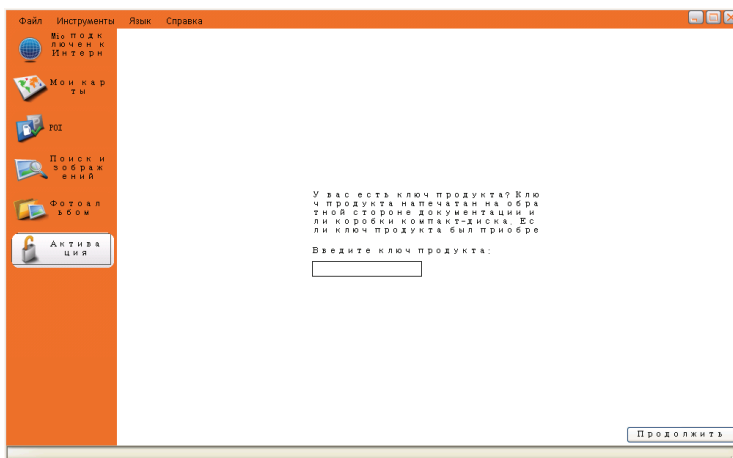 Файл Инструменты Язык Справка
Mio подк
лючен к
Интерн
Мои кар
ты
POI
Поиск и
зображ
ений
Фотоал
ьбом
Актива
ция
У вас есть ключ продукта? Клю
ч продукта напечатан на обра
тной стороне документации и
ли коробки компакт-диска. Ес
ли ключ продукта был приобре
Введите ключ продукта:
Продолжить